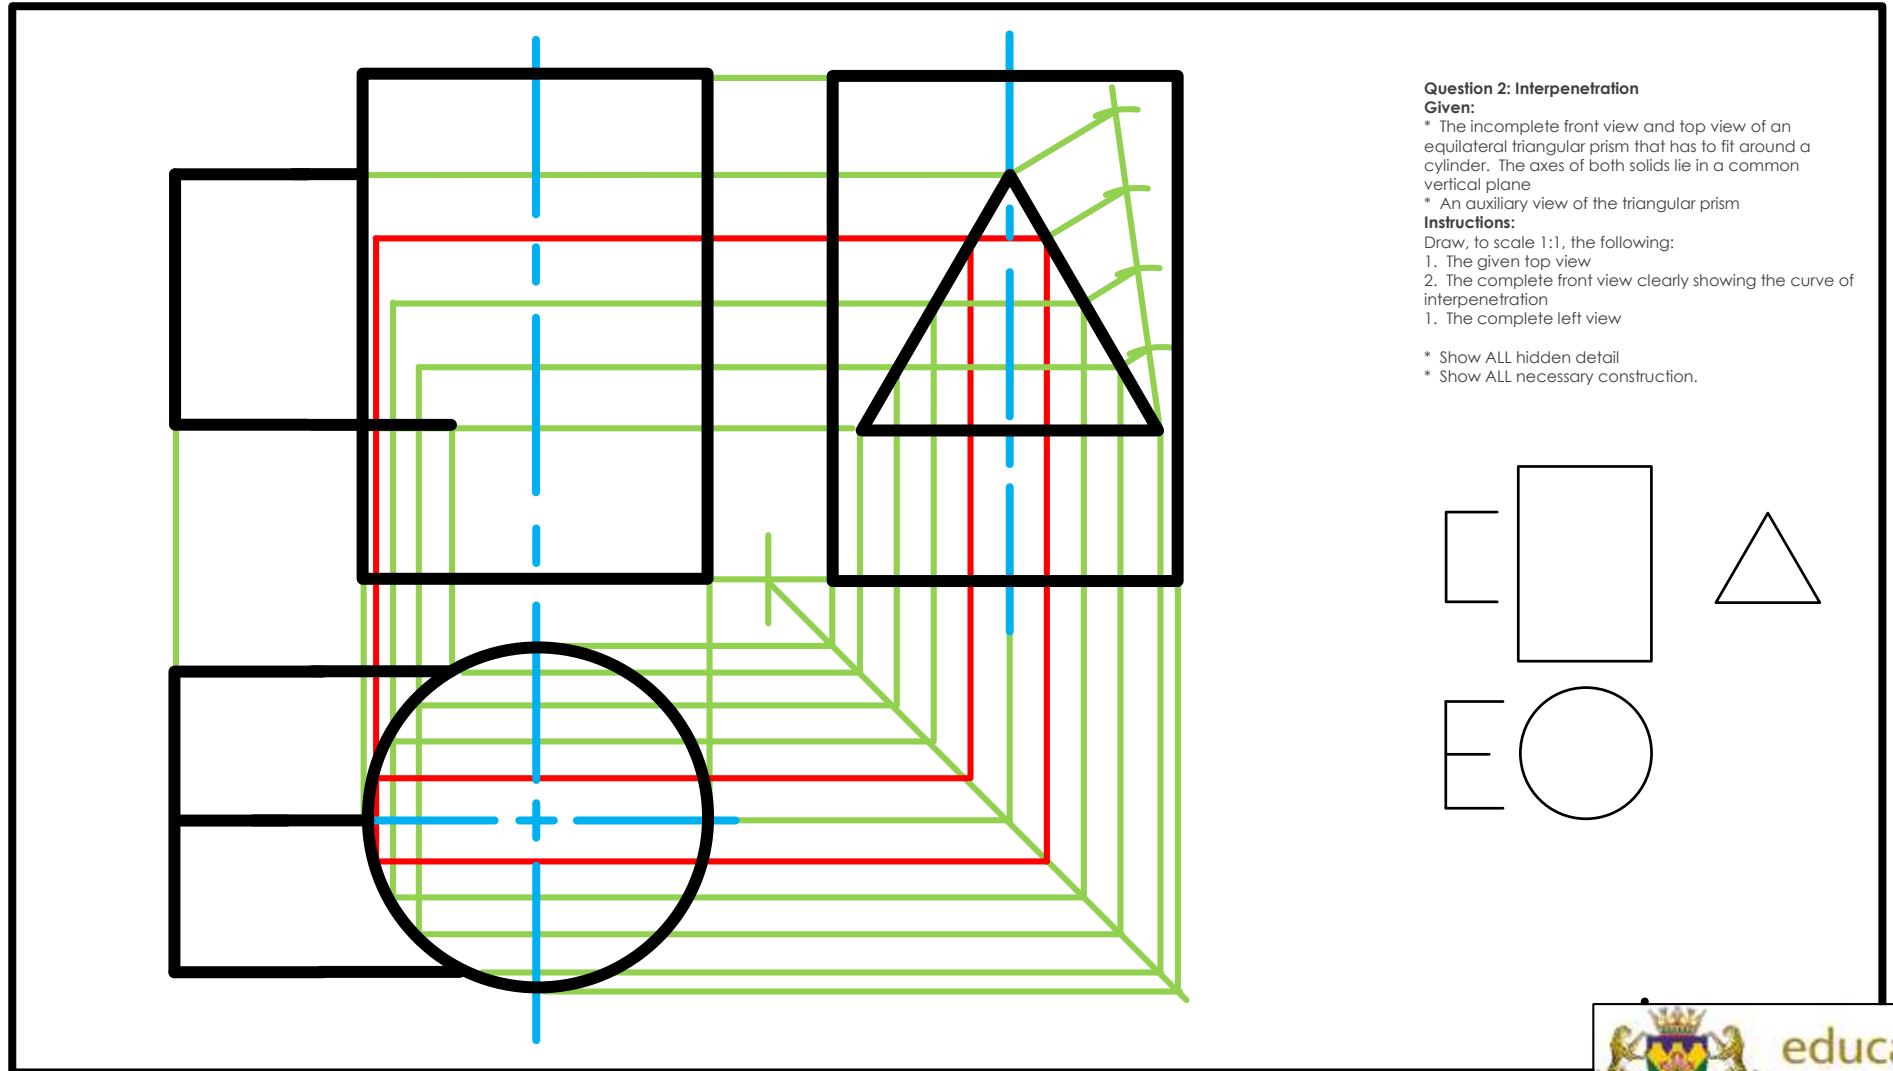 Question 2: Interpenetration
Given:
* The incomplete front view and top view of an
equilateral triangular prism that has to fit around a
cylinder. The axes of both solids lie in a common
vertical plane
* An auxiliary view of the triangular prism
Instructions:
Draw, to scale 1:1, the following:
1. The given top view
2. The complete front view clearly showing the curve of
interpenetration
1. The complete left view
* Show ALL hidden detail
* Show ALL necessary construction.